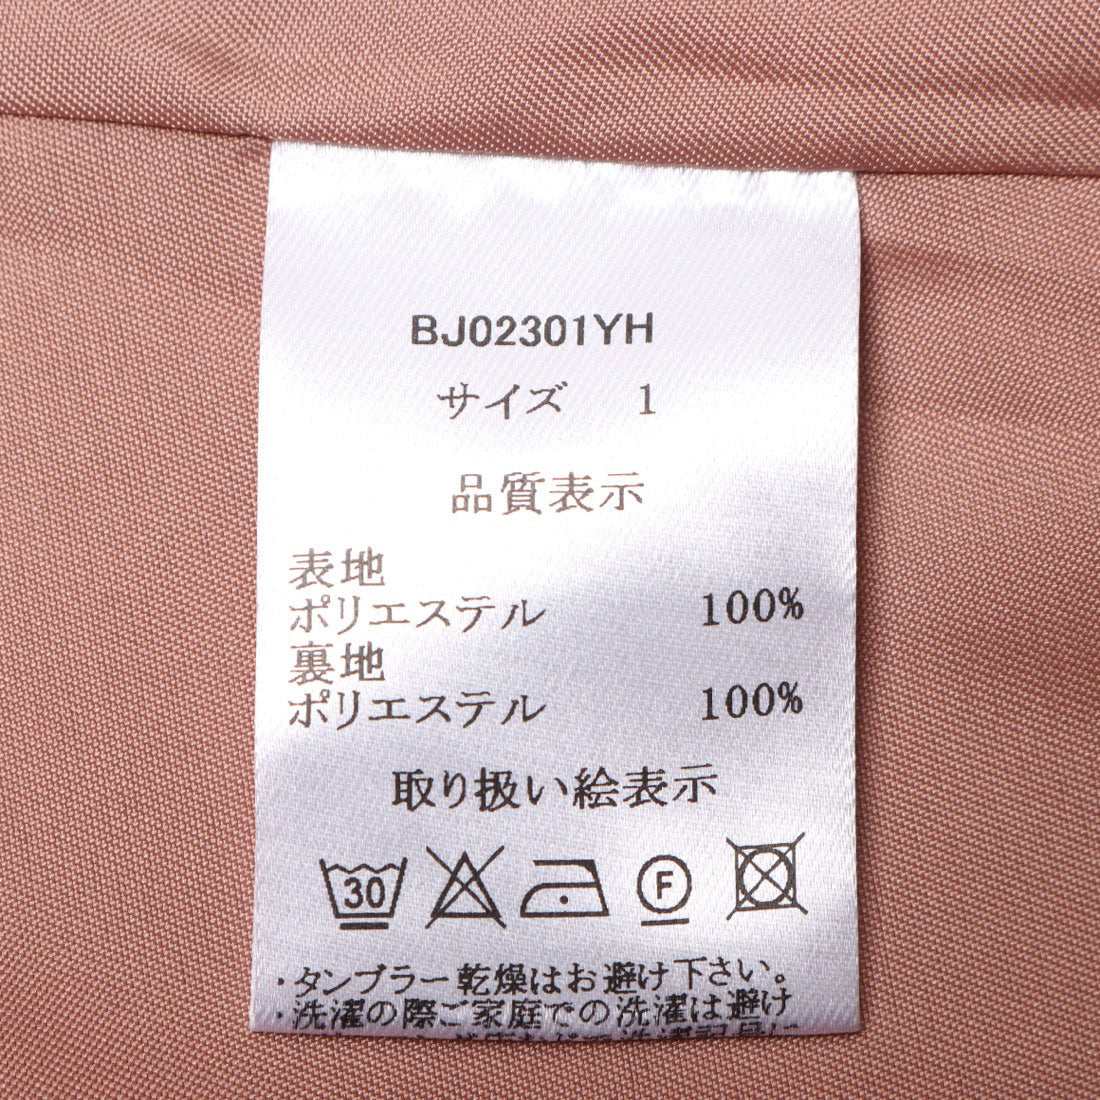 BJ02301YH
サイズ 1
品質表示
表地
ポリエステル 100%
裏地
ポリエステル 100%
取り扱い絵表示
30 F
・タンブラー乾燥はお避け下さい。
・洗濯の際ご家庭での洗濯は避け